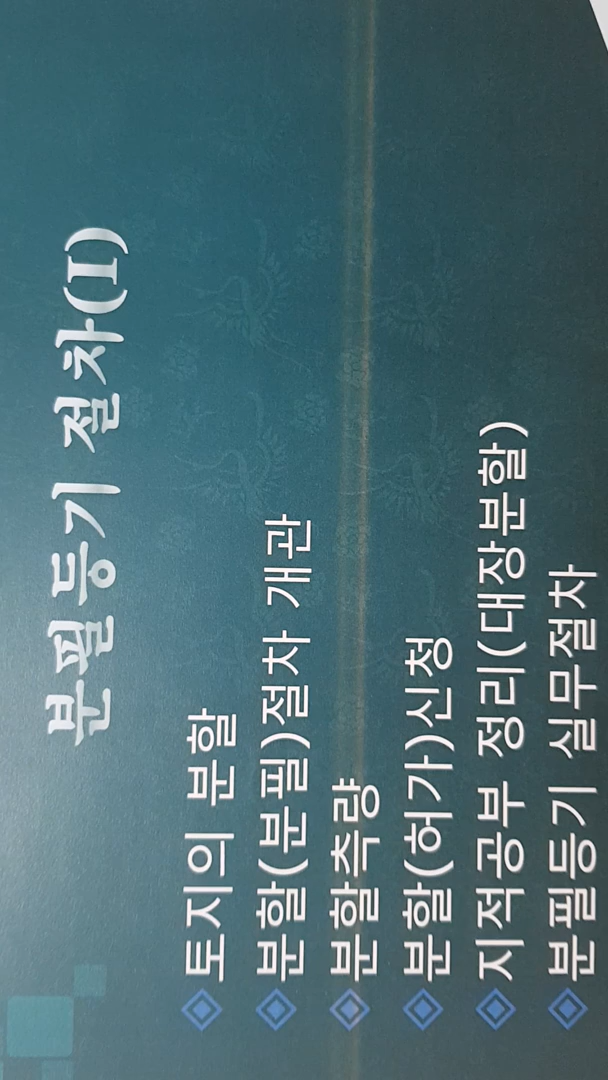 분필등기 절차(I)
토지의 분할
분할(분필)절차 개관
분할측량
분할(허가)신청
지적공부 정리(대장분할)
분필등기 실무절차